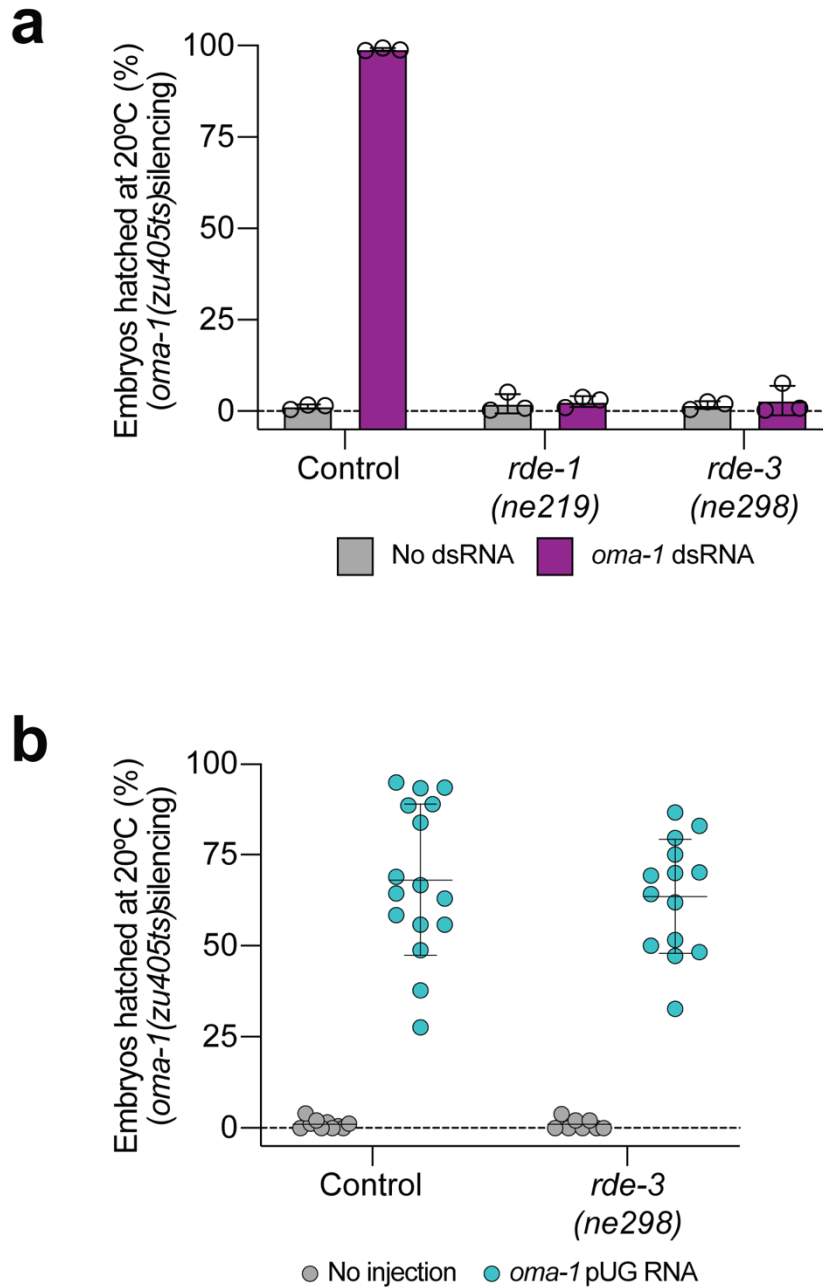 a
Embryos hatched at 20ºC (%)
(oma-1(zu405ts)silencing)
100
75
50
25
0
Control
rde-1
(ne219)
rde-3
(ne298)
No dsRNA
oma-1 dsRNA
b
Embryos hatched at 20ºC (%)
(oma-1(zu405ts)silencing)
100
75
50
25
0
Control
rde-3
(ne298)
No injection
oma-1 pUG RNA